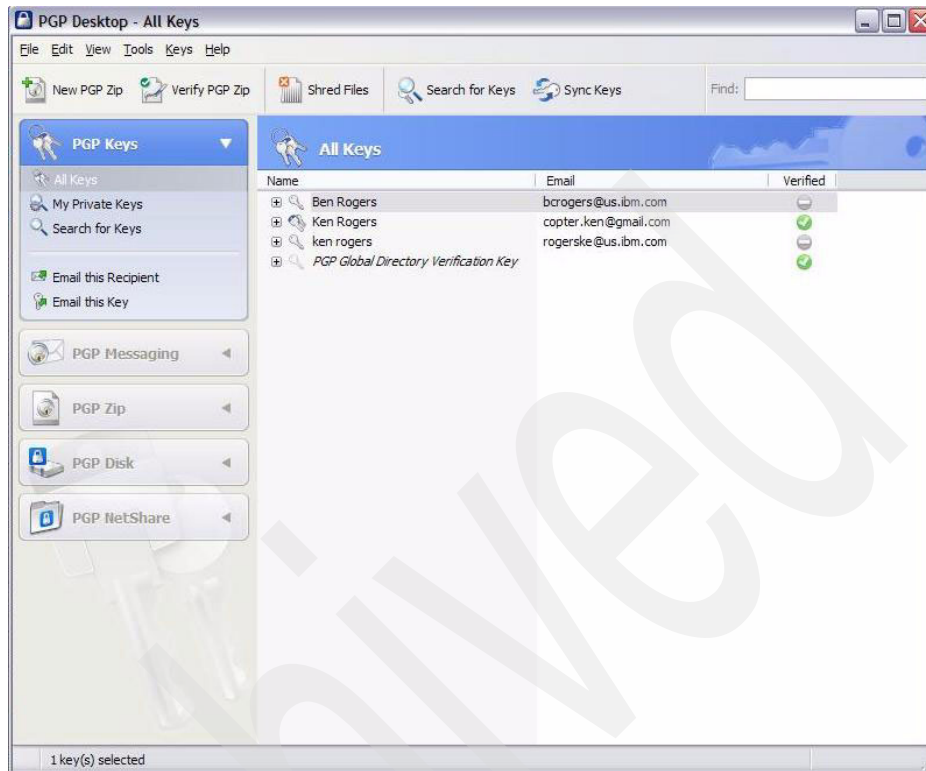 PGP Desktop - All Keys
File Edit View Tools Keys Help
New PGP Zip Verify PGP Zip Shred Files Search for Keys Sync Keys Find:
PGP Keys
All Keys
My Private Keys
Search for Keys
Email this Recipient
Email this Key
PGP Messaging
PGP Zip
PGP Disk
PGP NetShare
All Keys
Name Email Verified
Ben Rogers bcrogers@us.ibm.com
Ken Rogers copter.ken@gmail.com
ken rogers rogerske@us.ibm.com
PGP Global Directory Verification Key
1 key(s) selected
hived